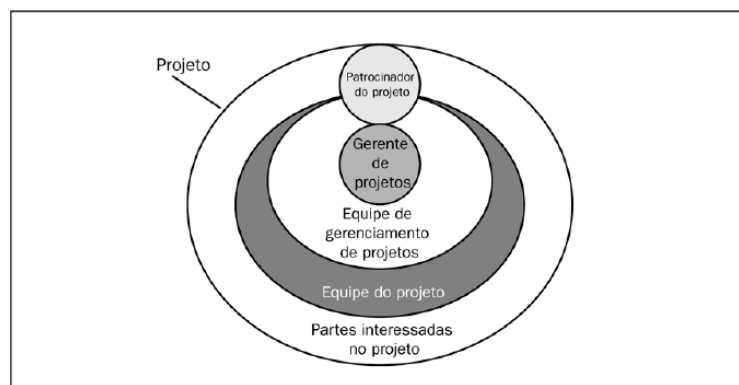 Projeto
Patrocinador
do projeto
Gerente
de
projetos
Equipe de
gerenciamento
de projetos
Equipe do projeto
Partes interessadas
no projeto